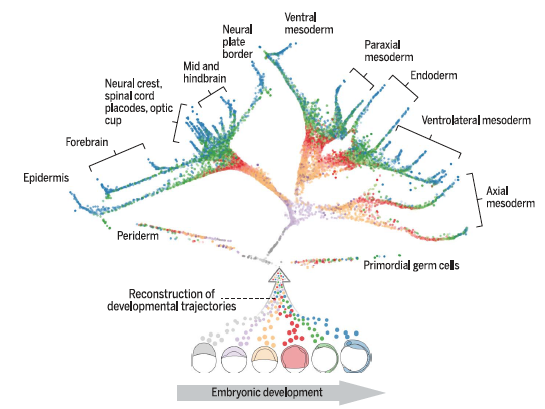 Ventral
mesoderm
Neural
plate
border
Paraxial
mesoderm
Mid and
hindbrain
Endoderm
Neural crest,
spinal cord
placodes, optic
cup
Ventrolateral mesoderm
Forebrain
Epidermis
Axial
mesoderm
Periderm
Primordial germ cells
Reconstruction of
developmental trajectories
Embryonic development